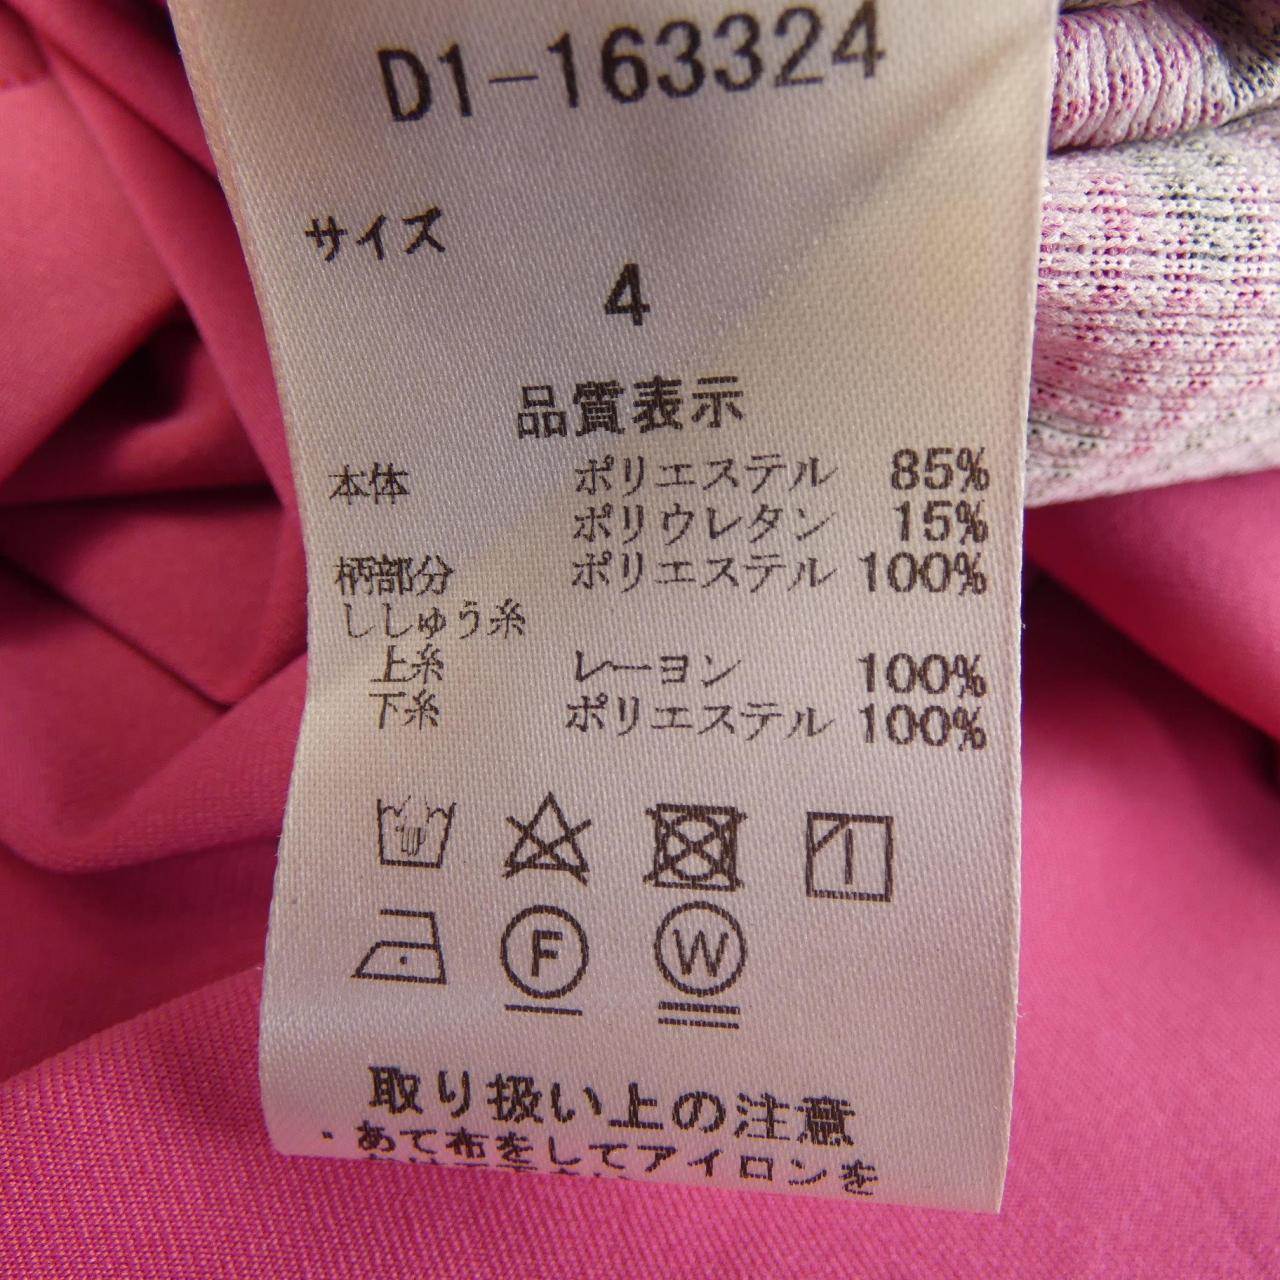 D1-163324
サイズ
4
品質表示
本体 ポリエステル 85%
ポリウレタン 15%
柄部分 ポリエステル 100%
ししゅう糸
上糸 レーヨン 100%
下糸 ポリエステル 100%
F W
取り扱い上の注意
・あて布をしてアイロンを